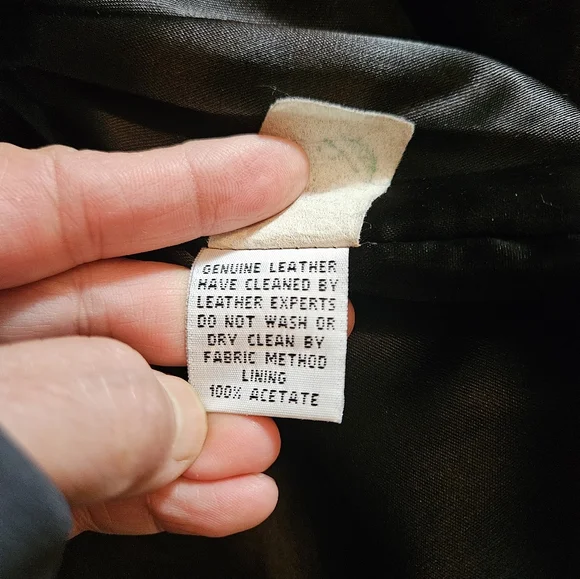 GENUINE LEATHER
HAVE CLEANED BY
LEATHER EXPERTS
DO NOT WASH OR
DRY CLEAN BY
FABRIC METHOD
LINING
100% ACETATE